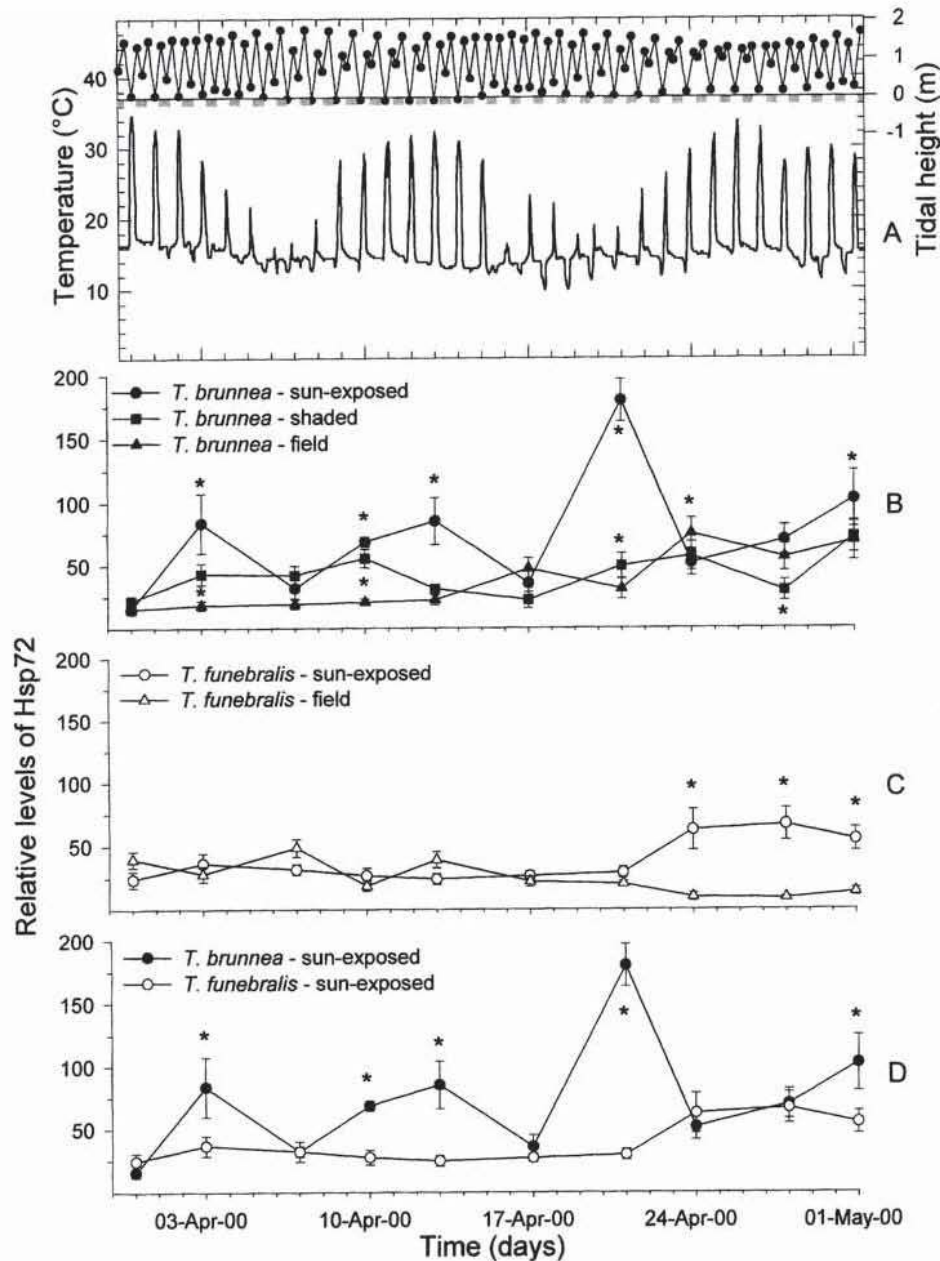 2
40
1
0
Temperature (°C)
30
-1
Tidal height (m)
20
A
10
200
T. brunnea - sun-exposed
T. brunnea - shaded
150
T. brunnea - field
*
*
*
*
*
*
100
B
*
50
*
*
*
Relative levels of Hsp72
200
T. funebralis - sun-exposed
T. funebralis - field
150
100
*
*
*
C
50
200
T. brunnea - sun-exposed
T. funebralis - sun-exposed
150
*
*
*
*
*
100
D
50
03-Apr-00
10-Apr-00
17-Apr-00
24-Apr-00
01-May-00
Time (days)